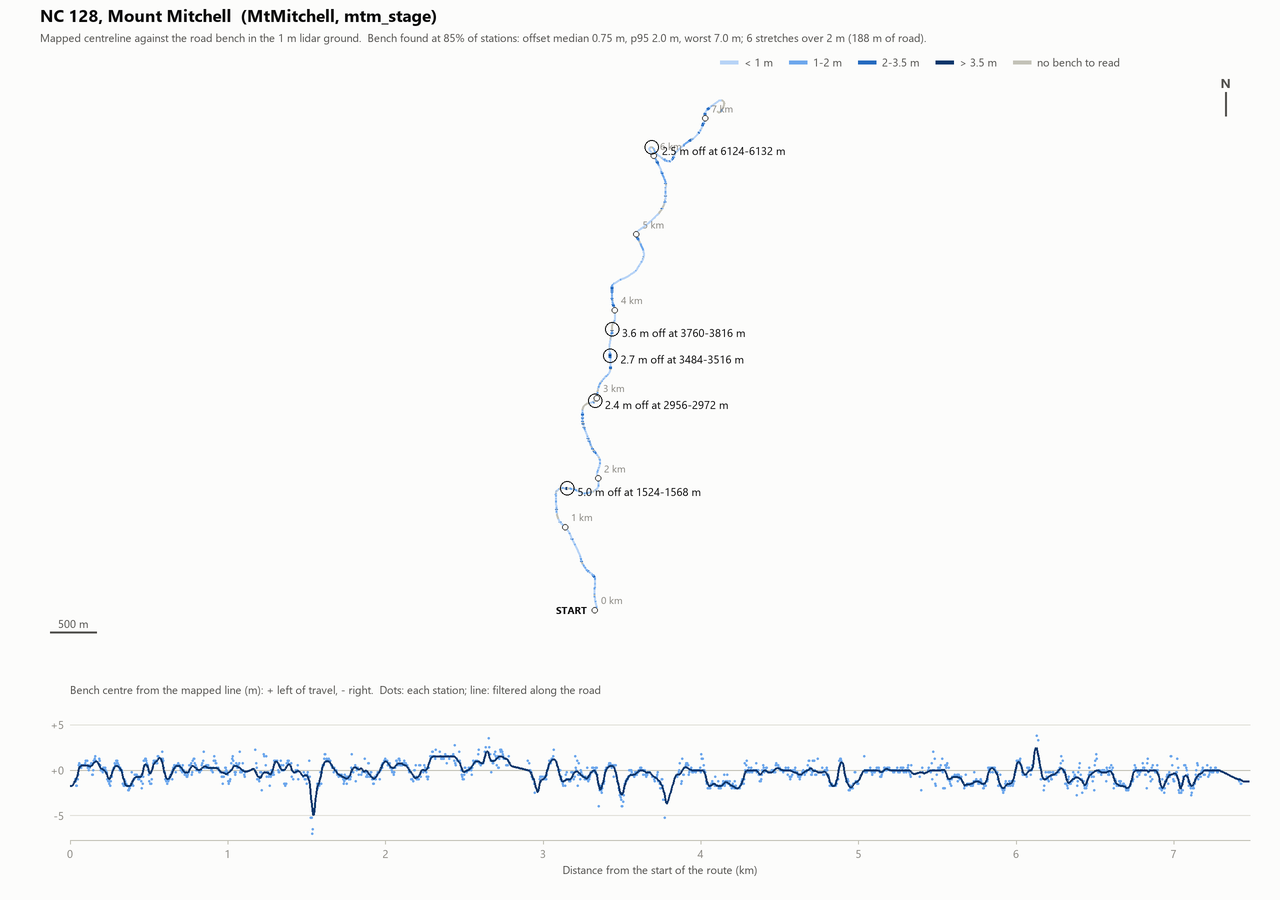 NC 128, Mount Mitchell (MtMitchell, mtm_stage)
Mapped centreline against the road bench in the 1 m lidar ground. Bench found at 85% of stations: offset median 0.75 m, p95 2.0 m, worst 7.0 m; 6 stretches over 2 m (188 m of road).
< 1 m
1-2 m
2-3.5 m
> 3.5 m
no bench to read
N
7 km
6 km
2.5 m off at 6124-6132 m
5 km
4 km
3.6 m off at 3760-3816 m
2.7 m off at 3484-3516 m
3 km
2.4 m off at 2956-2972 m
2 km
5.0 m off at 1524-1568 m
1 km
0 km
START
500 m
Bench centre from the mapped line (m): + left of travel, - right. Dots: each station; line: filtered along the road
+5
+0
-5
0 1 2 3 4 5 6 7
Distance from the start of the route (km)